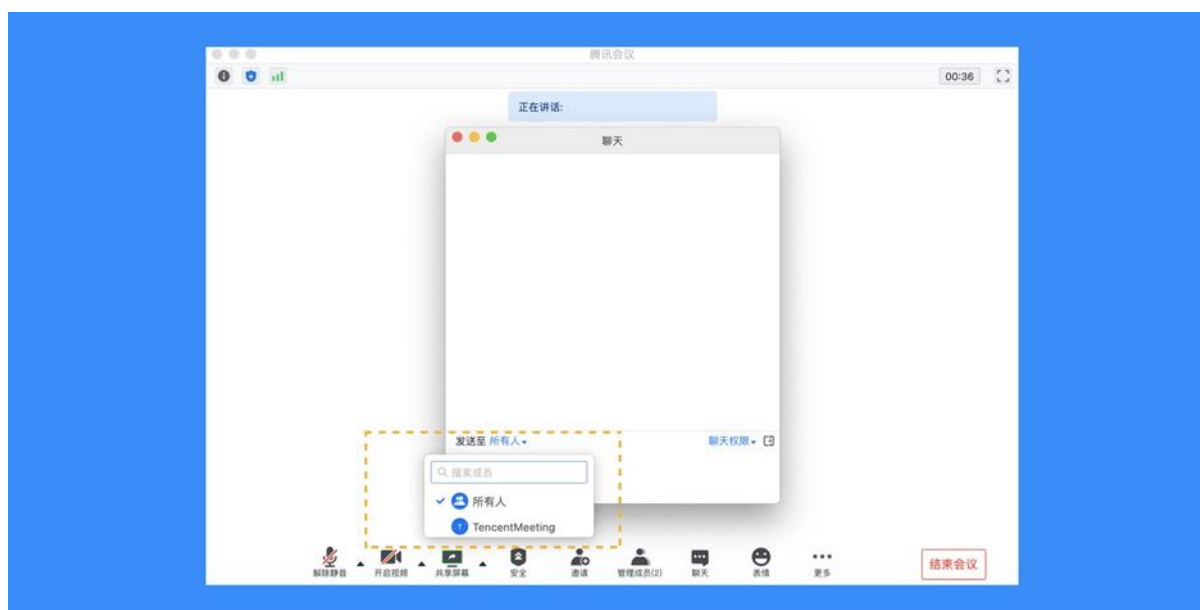 腾讯会议
00:36
正在讲话:
聊天
发送至 所有人
聊天权限
搜索成员
所有人
T TencentMeeting
解除静音
开启视频
共享屏幕
安全
邀请
管理成员(2)
聊天
表情
更多
结束会议